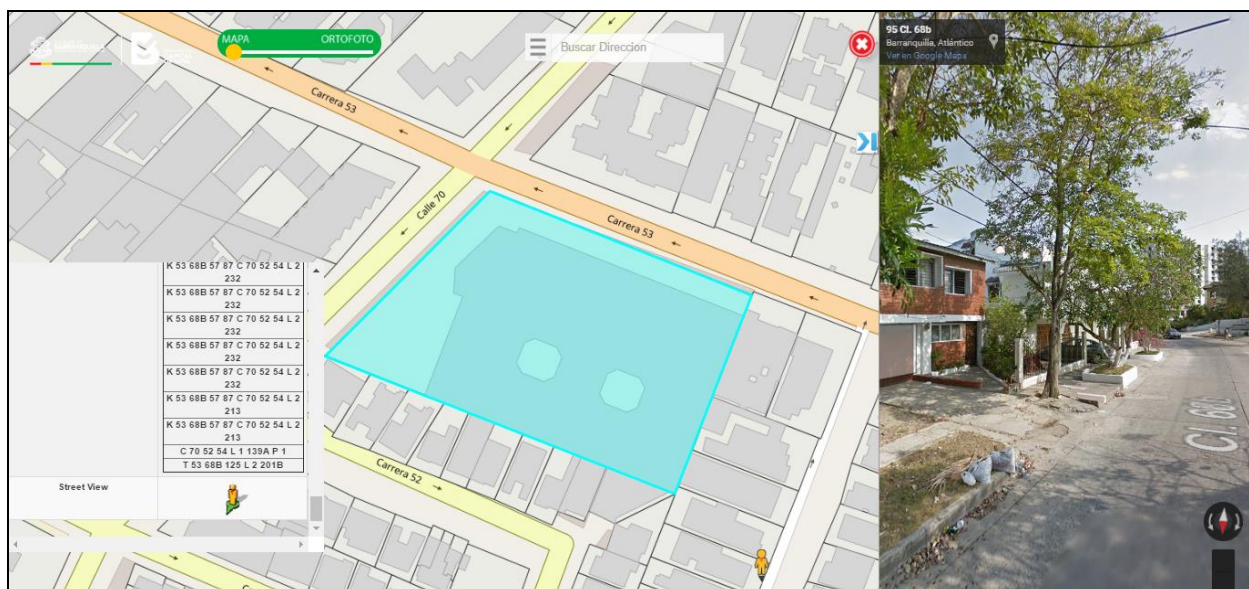 BARRANQUILLA
MAPA
ORTOFOTO
Buscar Direccion
Carrera 53
Calle 70
Carrera 53
Carrera 52
K 53 68B 57 87 C 70 52 54 L 2
232
K 53 68B 57 87 C 70 52 54 L 2
232
K 53 68B 57 87 C 70 52 54 L 2
232
K 53 68B 57 87 C 70 52 54 L 2
232
K 53 68B 57 87 C 70 52 54 L 2
232
K 53 68B 57 87 C 70 52 54 L 2
213
K 53 68B 57 87 C 70 52 54 L 2
213
C 70 52 54 L 1 139A P 1
T 53 68B 125 L 2 201B
Street View
95 Cl. 68b
Barranquilla, Atlántico
Ver en Google Maps
Cl. 68b